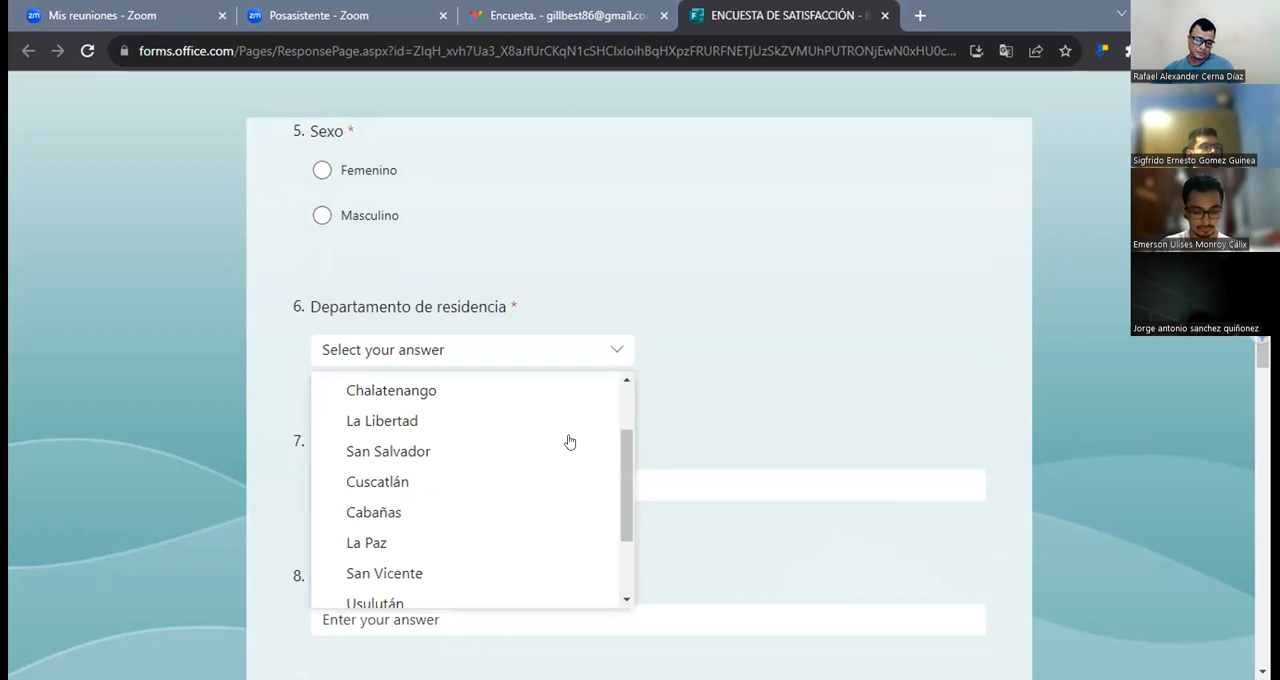 Mis reuniones - Zoom
Posasistente - Zoom
Encuesta. - gillbest86@gmail.co
ENCUESTA DE SATISFACCIÓN -
forms.office.com/Pages/ResponsePage.aspx?id=
5. Sexo *
Femenino
Masculino
6. Departamento de residencia *
Select your answer
Chalatenango
La Libertad
7.
San Salvador
Cuscatlán
Cabañas
La Paz
San Vicente
8.
Usulután
Enter your answer
Rafael Alexander Cerna Díaz
Sigfrido Ernesto Gomez Guinea
Emerson Ulises Monroy Cálix
Jorge antonio sanchez quiñonez